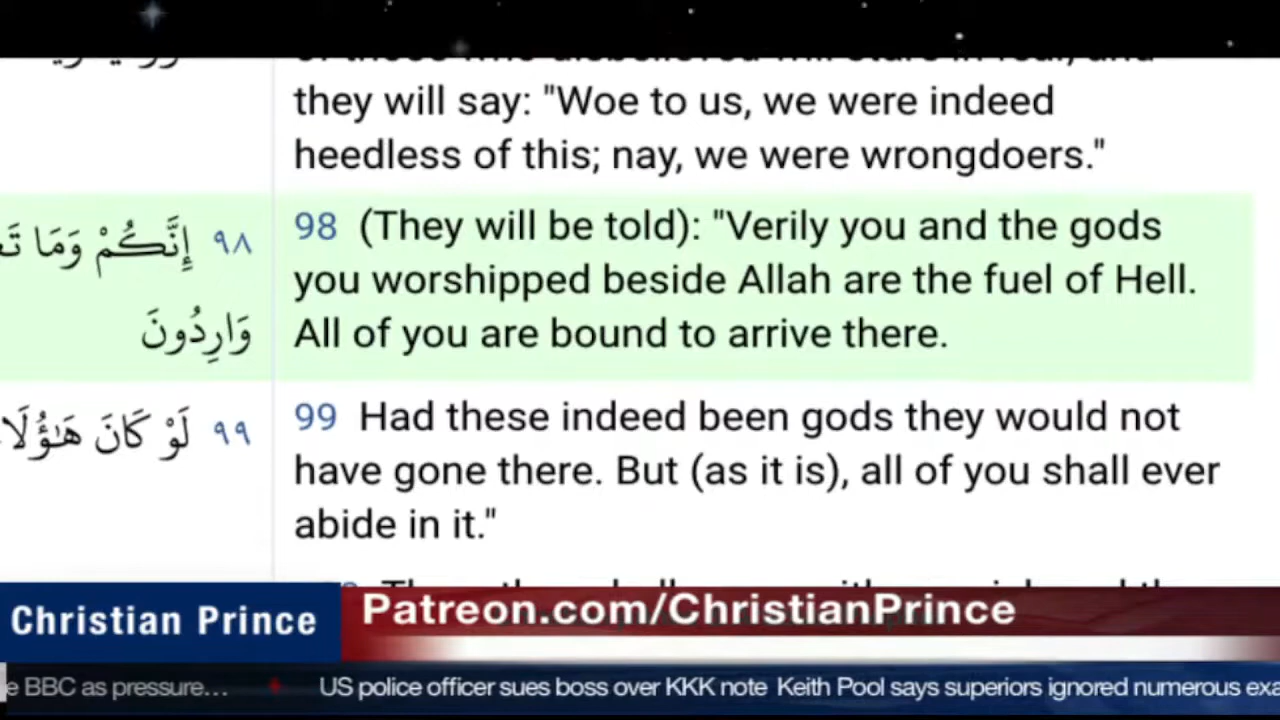 they will say: "Woe to us, we were indeed
heedless of this; nay, we were wrongdoers."
إِنَّكُمْ وَمَا ٩٨
وَارِدُونَ
98 (They will be told): "Verily you and the gods
you worshipped beside Allah are the fuel of Hell.
All of you are bound to arrive there.
لَوْ كَانَ هَـٰؤُلَا ٩٩
99 Had these indeed been gods they would not
have gone there. But (as it is), all of you shall ever
abide in it."
Christian Prince
Patreon.com/ChristianPrince
e BBC as pressure... US police officer sues boss over KKK note Keith Pool says superiors ignored numerous exa